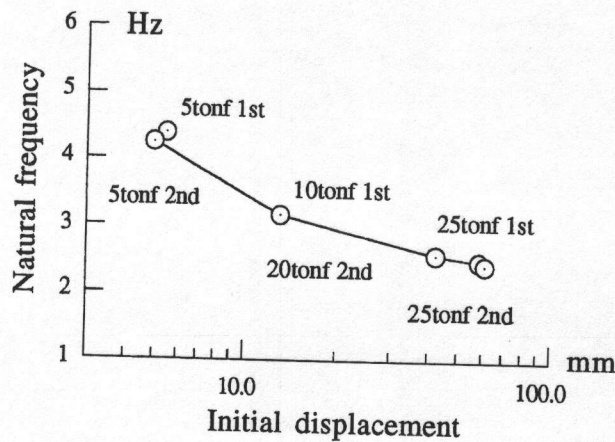 6
Hz
5
5tonf 1st
4
5tonf 2nd
10tonf 1st
3
25tonf 1st
20tonf 2nd
2
25tonf 2nd
1
mm
10.0
100.0
Initial displacement
Natural frequency